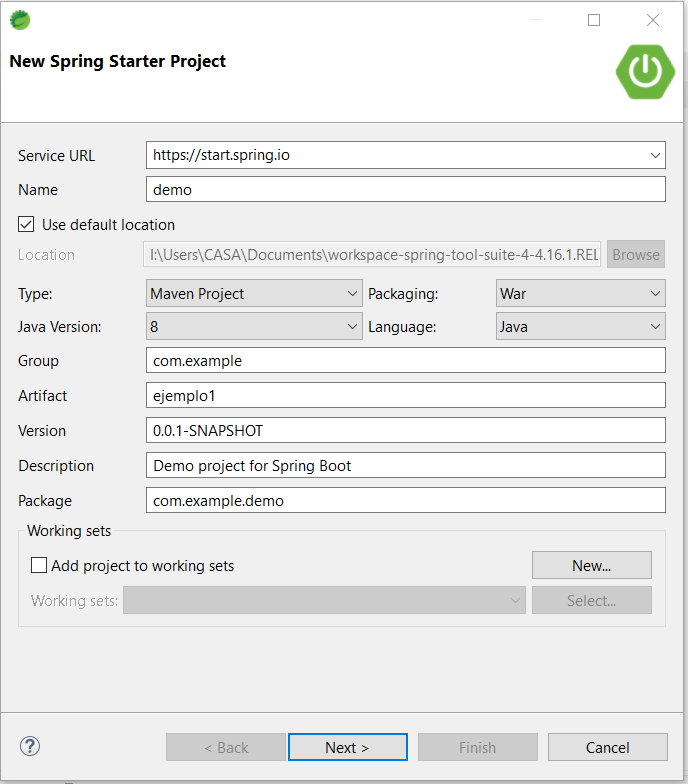 New Spring Starter Project
Service URL https://start.spring.io
Name demo
Use default location
Location I:\Users\CASA\Documents\workspace-spring-tool-suite-4-4.16.1.REL Browse
Type: Maven Project Packaging: War
Java Version: 8 Language: Java
Group com.example
Artifact ejemplo1
Version 0.0.1-SNAPSHOT
Description Demo project for Spring Boot
Package com.example.demo
Working sets
Add project to working sets New...
Working sets: Select...
? < Back Next > Finish Cancel